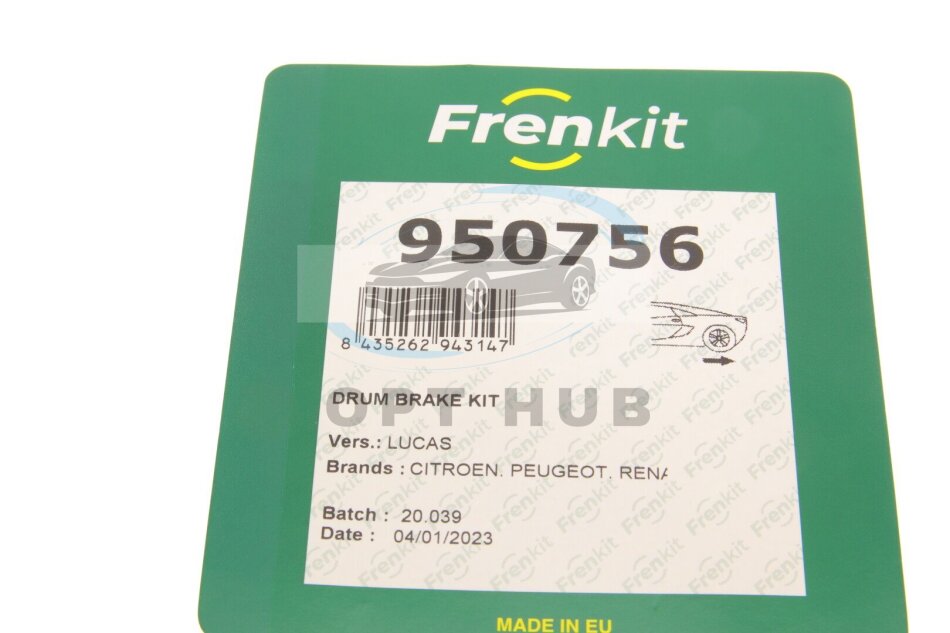 Frenkit
950756
8 435262 943147
OPT HUB
DRUM BRAKE KIT
Vers.: LUCAS
Brands : CITROEN. PEUGEOT. RENA
Batch : 20.039
Date : 04/01/2023
MADE IN EU